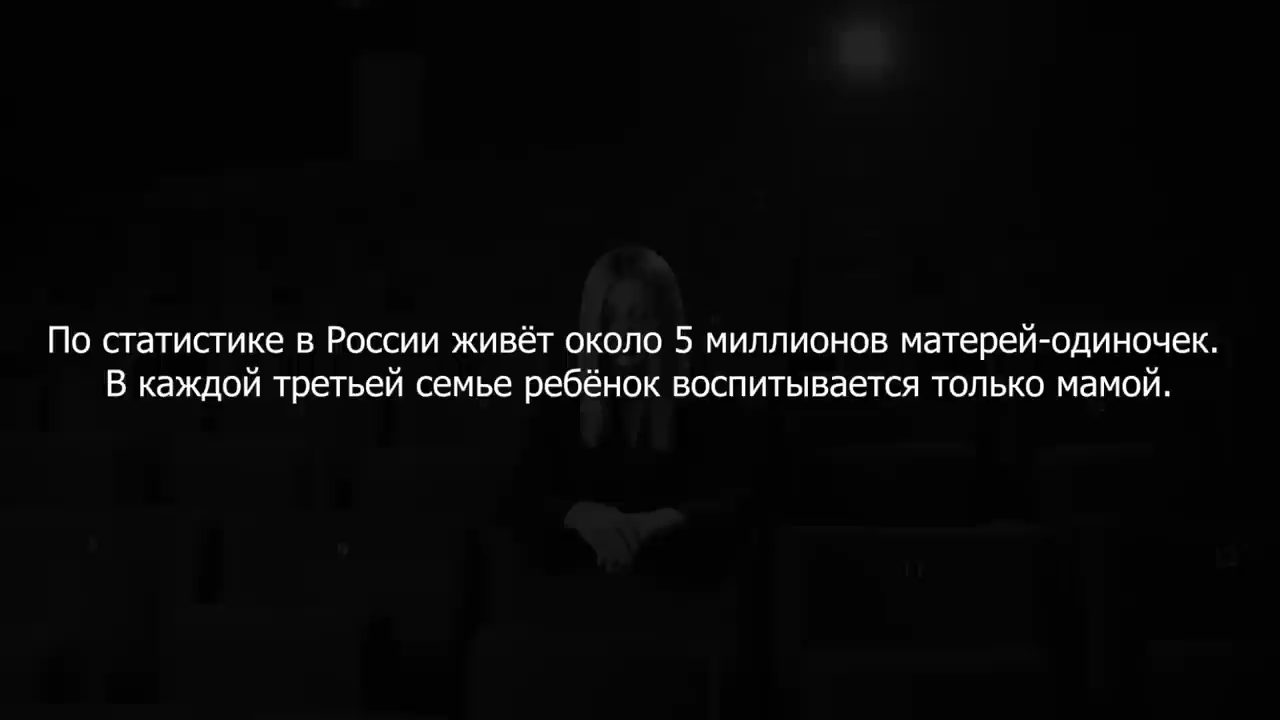 По статистике в России живёт около 5 миллионов матерей-одиночек.
В каждой третьей семье ребёнок воспитывается только мамой.